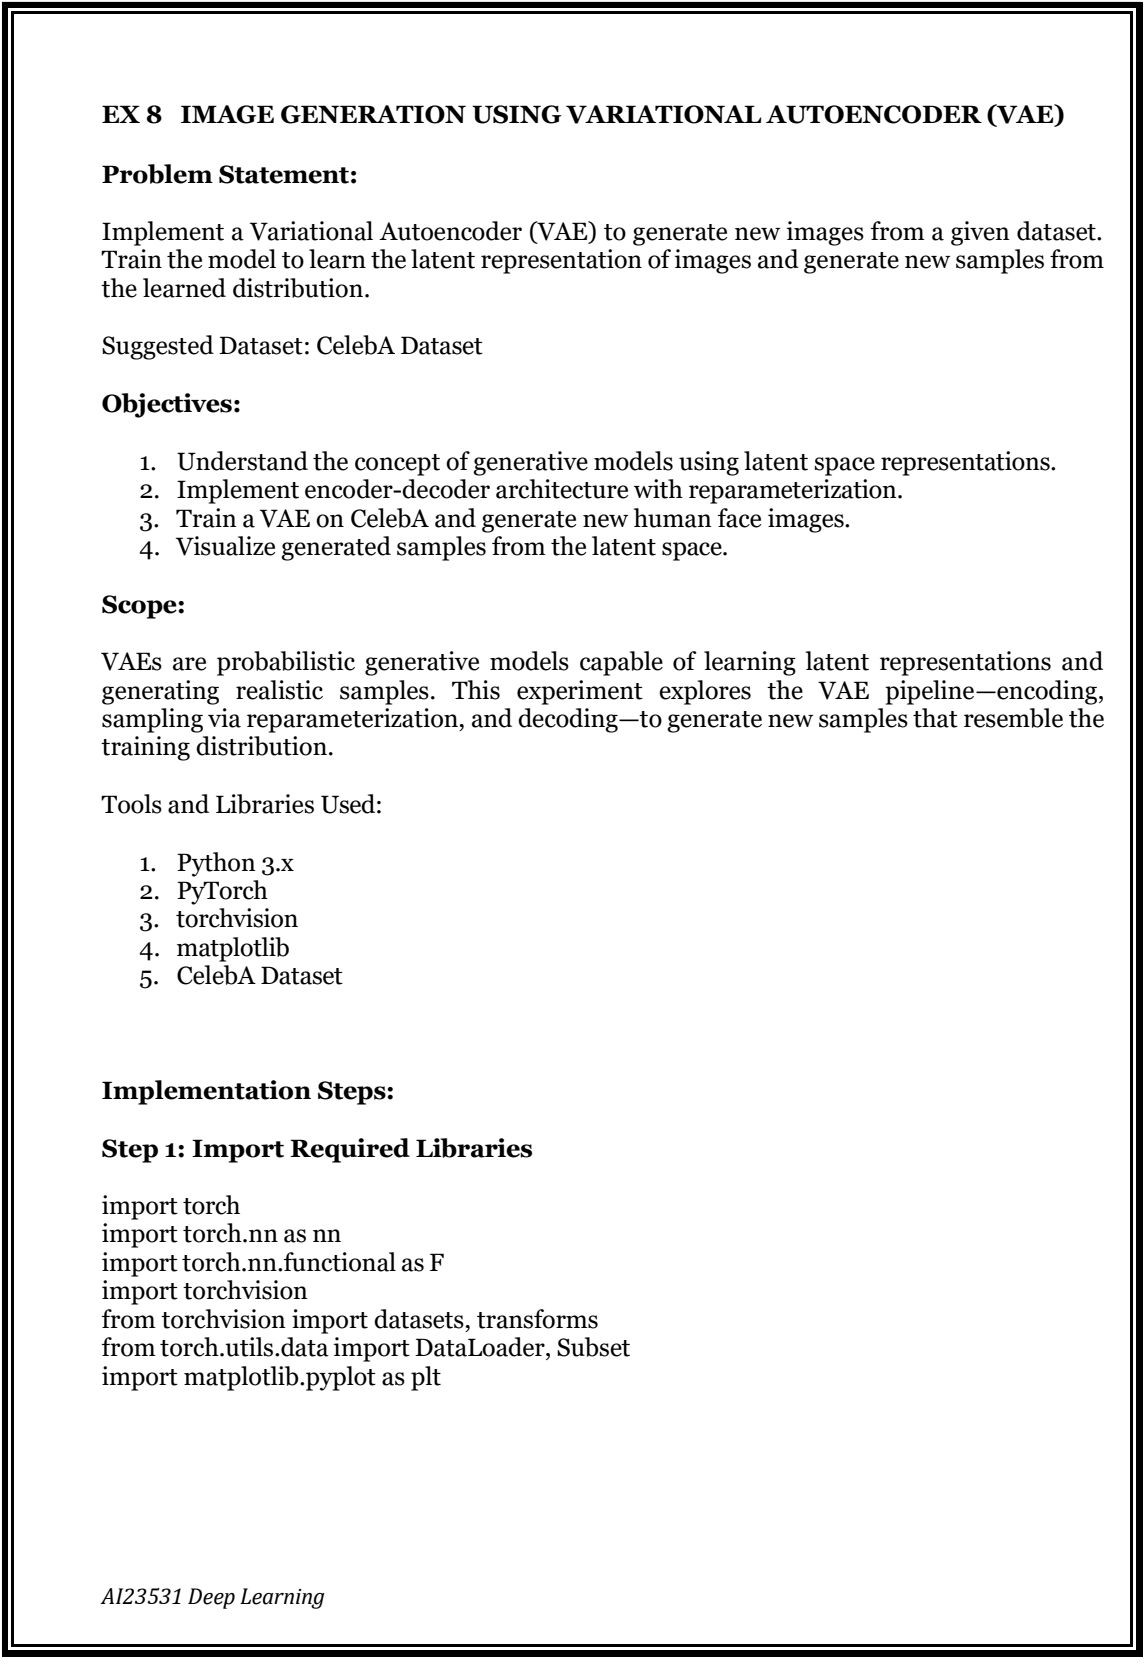 EX 8 IMAGE GENERATION USING VARIATIONAL AUTOENCODER (VAE)
Problem Statement:
Implement a Variational Autoencoder (VAE) to generate new images from a given dataset.
Train the model to learn the latent representation of images and generate new samples from
the learned distribution.
Suggested Dataset: CelebA Dataset
Objectives:
1. Understand the concept of generative models using latent space representations.
2. Implement encoder-decoder architecture with reparameterization.
3. Train a VAE on CelebA and generate new human face images.
4. Visualize generated samples from the latent space.
Scope:
VAEs are probabilistic generative models capable of learning latent representations and
generating realistic samples. This experiment explores the VAE pipeline—encoding,
sampling via reparameterization, and decoding—to generate new samples that resemble the
training distribution.
Tools and Libraries Used:
1. Python 3.x
2. PyTorch
3. torchvision
4. matplotlib
5. CelebA Dataset
Implementation Steps:
Step 1: Import Required Libraries
import torch
import torch.nn as nn
import torch.nn.functional as F
import torchvision
from torchvision import datasets, transforms
from torch.utils.data import DataLoader, Subset
import matplotlib.pyplot as plt
AI23531 Deep Learning